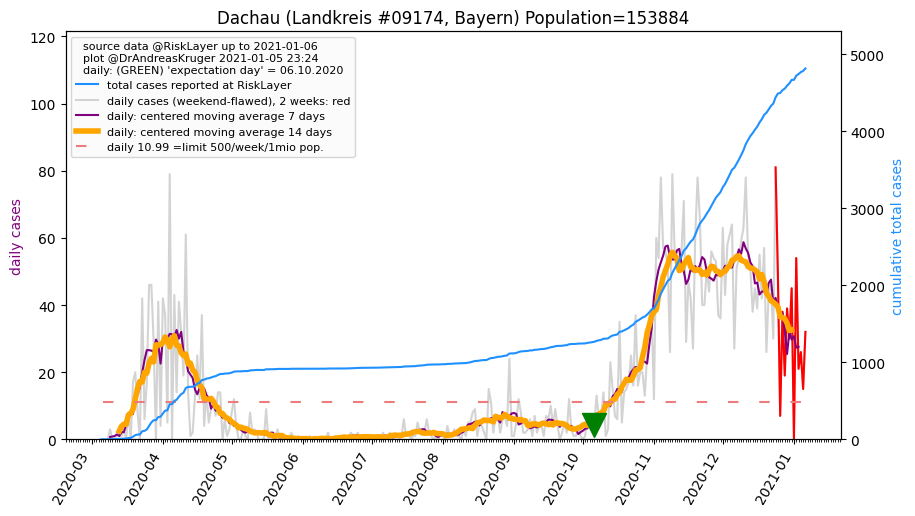 Dachau (Landkreis #09174, Bayern) Population=153884
source data @RiskLayer up to 2021-01-06
plot @DrAndreasKruger 2021-01-05 23:24
daily: (GREEN) 'expectation day' = 06.10.2020
total cases reported at RiskLayer
daily cases (weekend-flawed), 2 weeks: red
daily: centered moving average 7 days
daily: centered moving average 14 days
daily 10.99 =limit 500/week/1mio pop.
daily cases
120
100
80
60
40
20
0
cumulative total cases
5000
4000
3000
2000
1000
0
2020-03
2020-04
2020-05
2020-06
2020-07
2020-08
2020-09
2020-10
2020-11
2020-12
2021-01